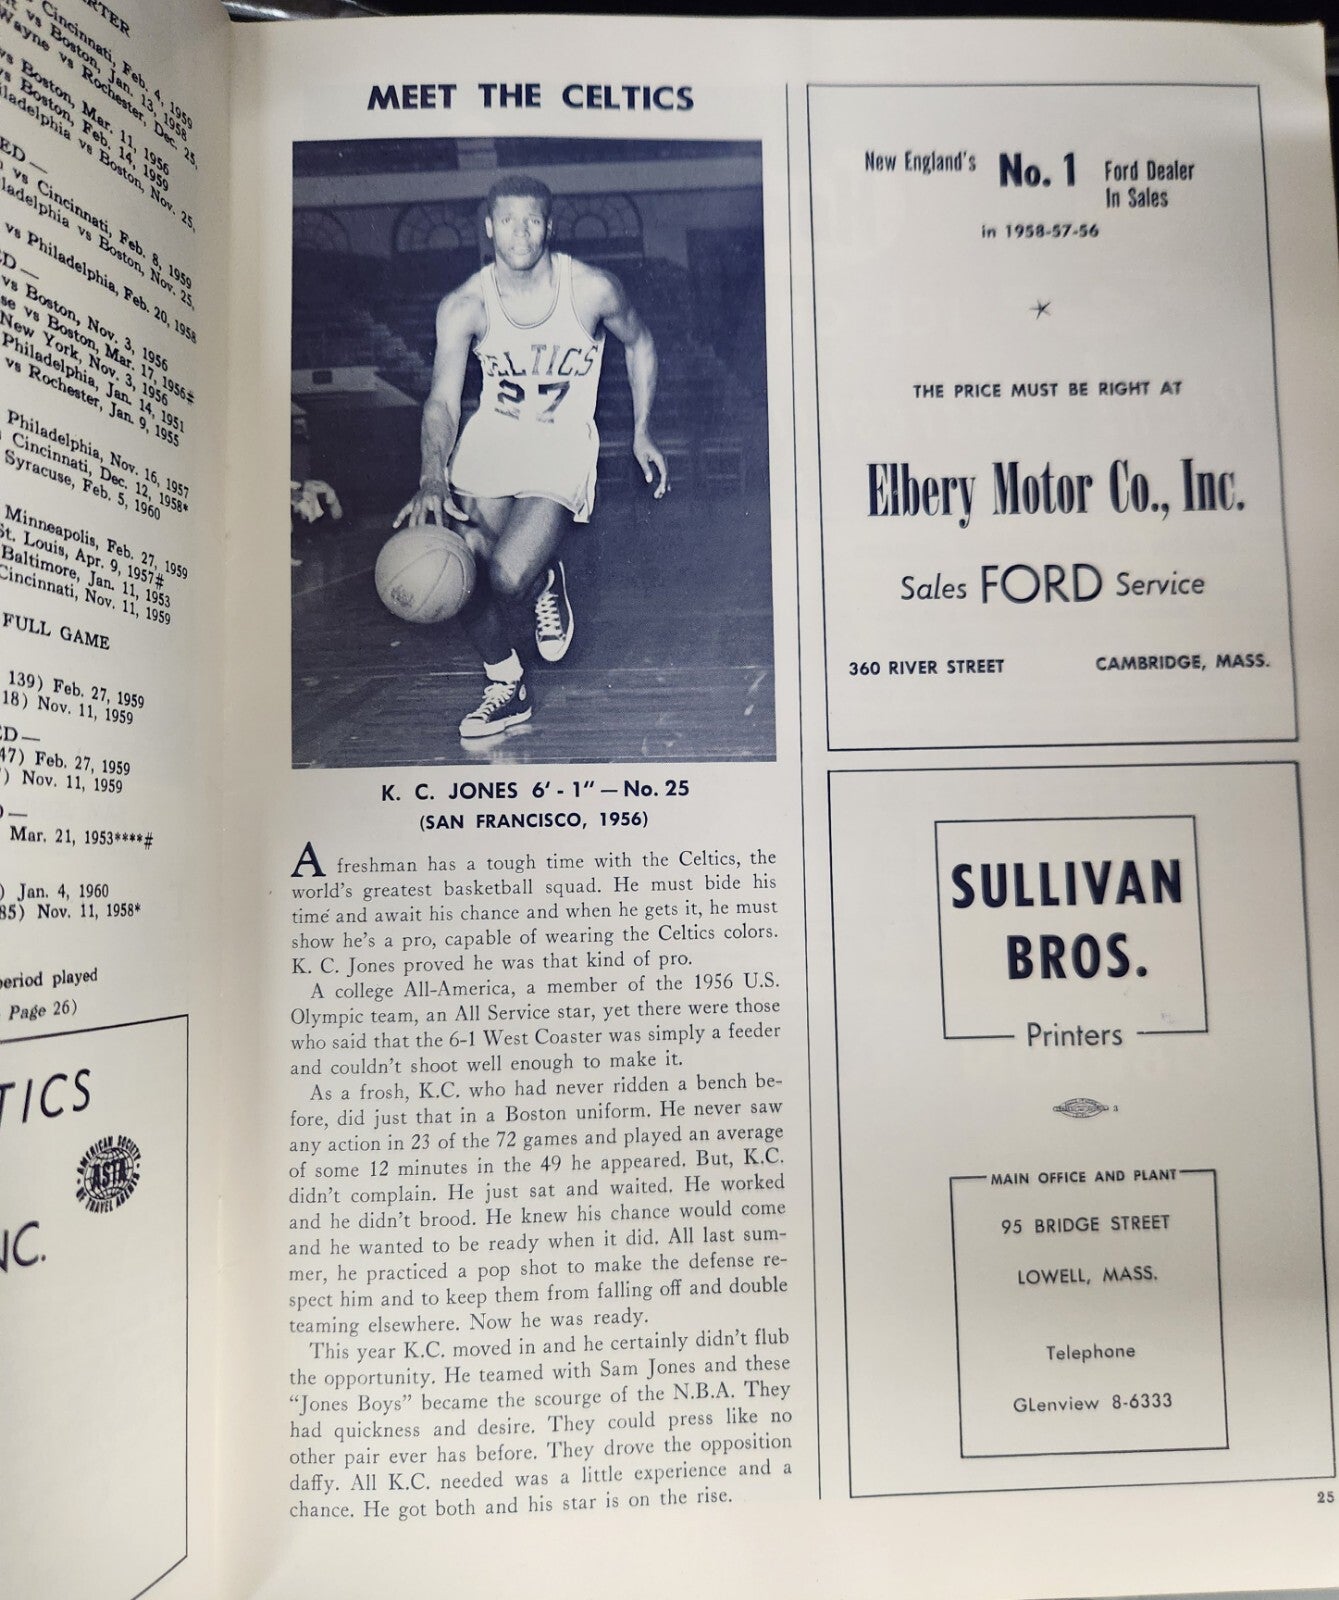 RTER
Cincinnati, Feb. 4, 1959
vs Boston, Jan. 13, 1958
Wayne vs Rochester, Dec. 25,
vs Boston, Mar. 11, 1956
vs Boston, Feb. 14, 1959
iladelphia vs Boston, Nov. 25,
ED—
vs Cincinnati, Feb. 8, 1959
ladelphia vs Boston, Nov. 25,
vs Philadelphia, Feb. 20, 1958
D—
vs Boston, Nov. 3, 1956
se vs Boston, Mar. 17, 1956#
New York, Nov. 3, 1956
Philadelphia, Jan. 14, 1951
vs Rochester, Jan. 9, 1955
Philadelphia, Nov. 16, 1957
Cincinnati, Dec. 12, 1958*
Syracuse, Feb. 5, 1960
Minneapolis, Feb. 27, 1959
St. Louis, Apr. 9, 1957#
Baltimore, Jan. 11, 1953
Cincinnati, Nov. 11, 1959
FULL GAME
139) Feb. 27, 1959
18) Nov. 11, 1959
ED—
47) Feb. 27, 1959
) Nov. 11, 1959
D—
Mar. 21, 1953****#
) Jan. 4, 1960
85) Nov. 11, 1958*
period played
Page 26)
TICS
AMERICAN SOCIETY
ASTA
OF TRAVEL AGENTS
NC.
MEET THE CELTICS
CELTICS
27
K. C. JONES 6' - 1" — No. 25
(SAN FRANCISCO, 1956)
A freshman has a tough time with the Celtics, the
world's greatest basketball squad. He must bide his
time and await his chance and when he gets it, he must
show he's a pro, capable of wearing the Celtics colors.
K. C. Jones proved he was that kind of pro.
A college All-America, a member of the 1956 U.S.
Olympic team, an All Service star, yet there were those
who said that the 6-1 West Coaster was simply a feeder
and couldn't shoot well enough to make it.
As a frosh, K.C. who had never ridden a bench be-
fore, did just that in a Boston uniform. He never saw
any action in 23 of the 72 games and played an average
of some 12 minutes in the 49 he appeared. But, K.C.
didn't complain. He just sat and waited. He worked
and he didn't brood. He knew his chance would come
and he wanted to be ready when it did. All last sum-
mer, he practiced a pop shot to make the defense re-
spect him and to keep them from falling off and double
teaming elsewhere. Now he was ready.
This year K.C. moved in and he certainly didn't flub
the opportunity. He teamed with Sam Jones and these
"Jones Boys" became the scourge of the N.B.A. They
had quickness and desire. They could press like no
other pair ever has before. They drove the opposition
daffy. All K.C. needed was a little experience and a
chance. He got both and his star is on the rise.
New England's No. 1 Ford Dealer
In Sales
in 1958-57-56
THE PRICE MUST BE RIGHT AT
Elbery Motor Co., Inc.
Sales FORD Service
360 RIVER STREET CAMBRIDGE, MASS.
SULLIVAN
BROS.
Printers
3
MAIN OFFICE AND PLANT
95 BRIDGE STREET
LOWELL, MASS.
Telephone
GLenview 8-6333
25